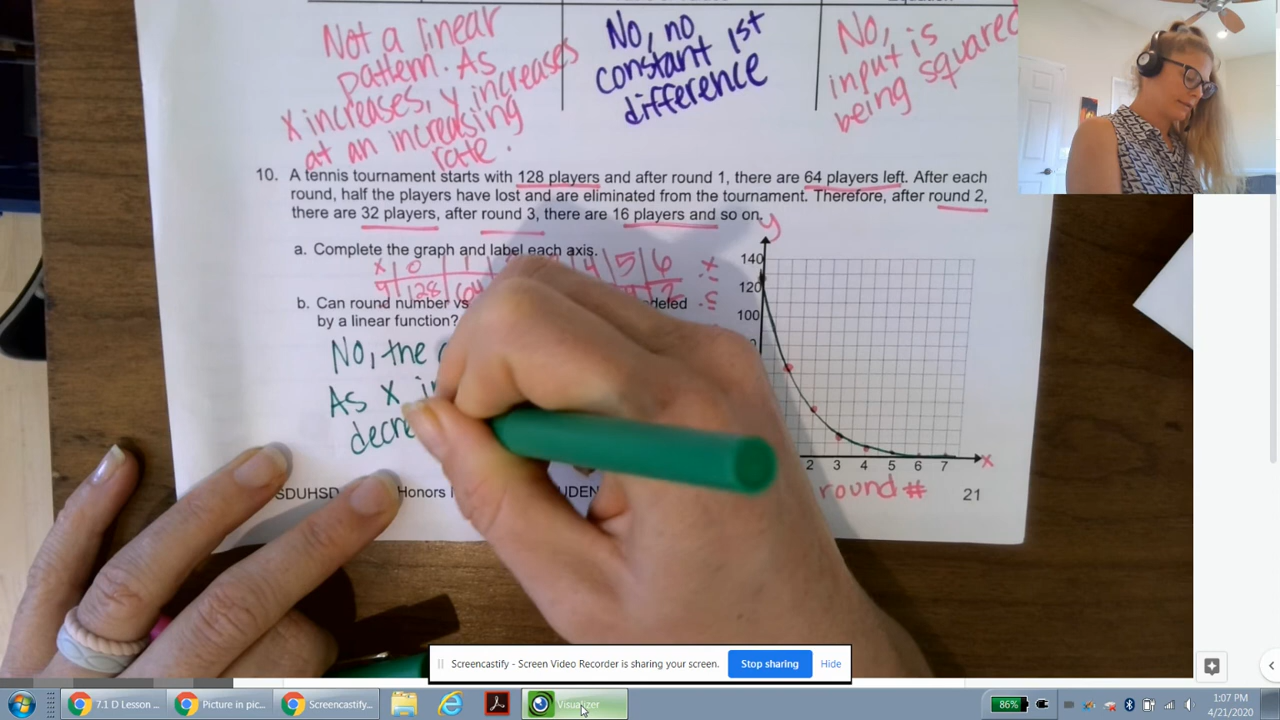 Not a linear
pattern. As
x increases, y increases
at an increasing
rate.
No, no
constant 1st
difference
No,
input is
being squared
10. A tennis tournament starts with 128 players and after round 1, there are 64 players left. After each
round, half the players have lost and are eliminated from the tournament. Therefore, after round 2,
there are 32 players, after round 3, there are 16 players and so on.
a. Complete the graph and label each axis.
x 0 1 4 5 6
y 128 64 2
b. Can round number vs
by a linear function?
No, the
As x in
decre
y
140
120
100
2 3 4 5 6 7 x
round #
SDUHSD Honors
21
Screencastify - Screen Video Recorder is sharing your screen.
Stop sharing
Hide
7.1 D Lesson ...
Picture in pic...
Screencastify...
Visualizer
86%
1:07 PM
4/21/2020